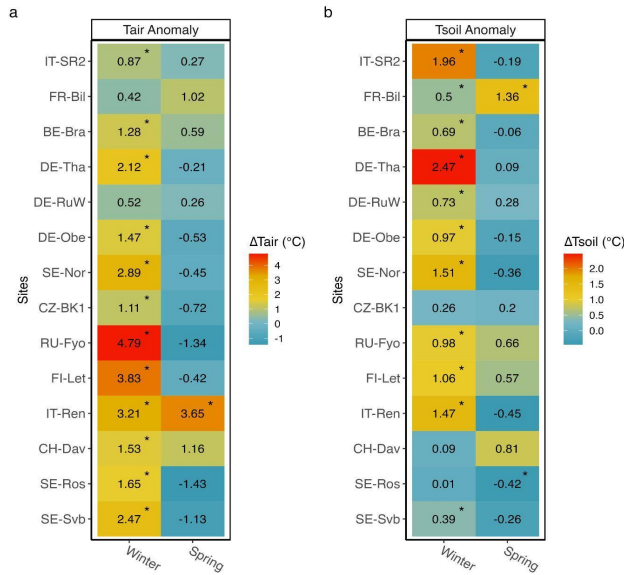 a
Tair Anomaly
IT-SR2 0.87 * 0.27
FR-Bil 0.42 1.02
BE-Bra 1.28 * 0.59
DE-Tha 2.12 * -0.21
DE-RuW 0.52 0.26
DE-Obe 1.47 * -0.53
SE-Nor 2.89 * -0.45
CZ-BK1 1.11 * -0.72
RU-Fyo 4.79 * -1.34
FI-Let 3.83 * -0.42
IT-Ren 3.21 * 3.65 *
CH-Dav 1.53 * 1.16
SE-Ros 1.65 * -1.43
SE-Svb 2.47 * -1.13
Sites
Winter Spring
ΔTair (°C)
4
3
2
1
0
-1
b
Tsoil Anomaly
IT-SR2 1.96 * -0.19
FR-Bil 0.5 * 1.36 *
BE-Bra 0.69 * -0.06
DE-Tha 2.47 * 0.09
DE-RuW 0.73 * 0.28
DE-Obe 0.97 * -0.15
SE-Nor 1.51 * -0.36
CZ-BK1 0.26 0.2
RU-Fyo 0.98 * 0.66
FI-Let 1.06 * 0.57
IT-Ren 1.47 * -0.45
CH-Dav 0.09 0.81
SE-Ros 0.01 -0.42 *
SE-Svb 0.39 * -0.26
Sites
Winter Spring
ΔTsoil (°C)
2.0
1.5
1.0
0.5
0.0